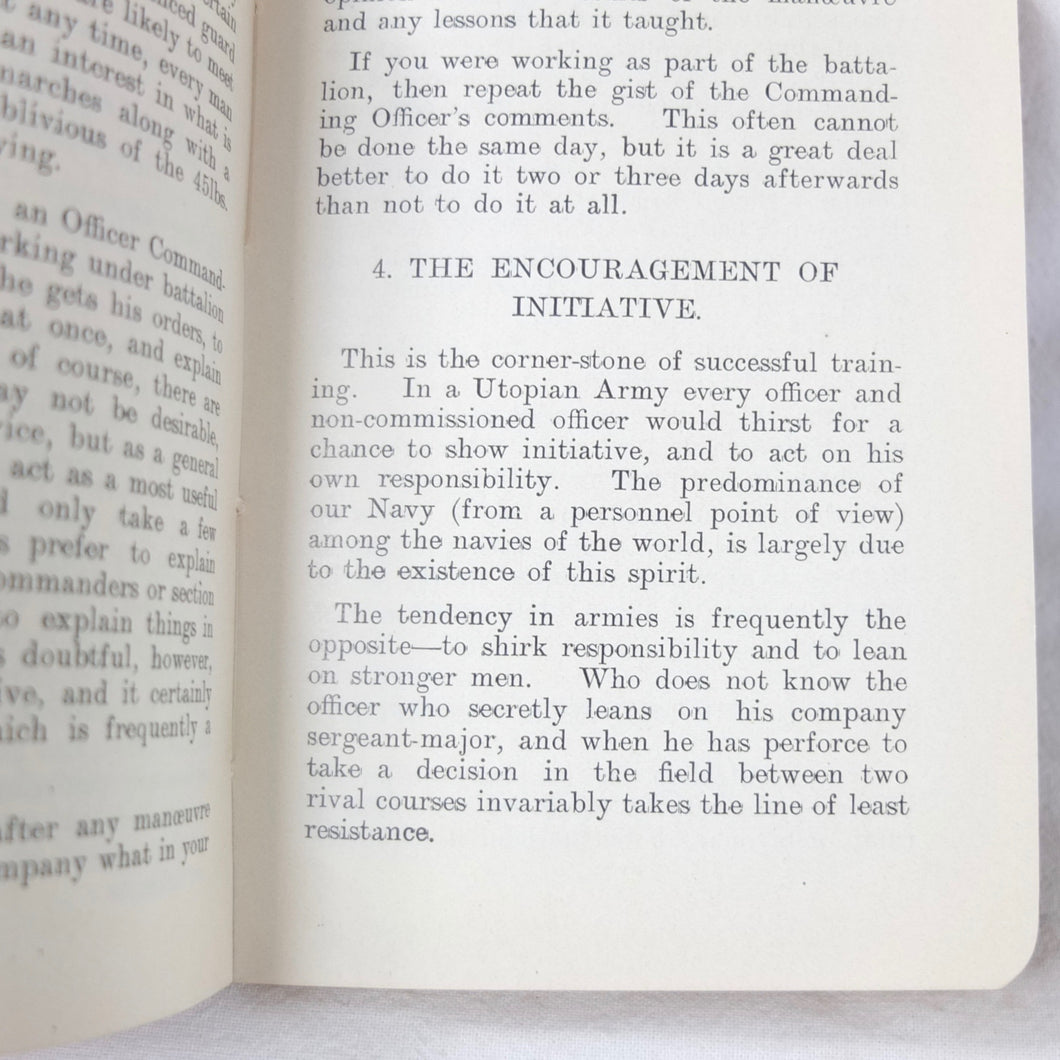 certain
nced guard
re likely to meet
t any time, every man
an interest in what is
marches along with a
blivious of the 45lbs.
ying.
an Officer Command-
rking under battalion
he gets his orders, to
at once, and explain
of course, there are
ay not be desirable,
vice, but as a general
act as a most useful
d only take a few
s prefer to explain
ommanders or section
to explain things in
s doubtful, however,
ive, and it certainly
hich is frequently a
after any manœuvre
mpany what in your
and any lessons that it taught.
If you were working as part of the batta-
lion, then repeat the gist of the Command-
ing Officer's comments. This often cannot
be done the same day, but it is a great deal
better to do it two or three days afterwards
than not to do it at all.
4. THE ENCOURAGEMENT OF
INITIATIVE.
This is the corner-stone of successful train-
ing. In a Utopian Army every officer and
non-commissioned officer would thirst for a
chance to show initiative, and to act on his
own responsibility. The predominance of
our Navy (from a personnel point of view)
among the navies of the world, is largely due
to the existence of this spirit.
The tendency in armies is frequently the
opposite—to shirk responsibility and to lean
on stronger men. Who does not know the
officer who secretly leans on his company
sergeant-major, and when he has perforce to
take a decision in the field between two
rival courses invariably takes the line of least
resistance.